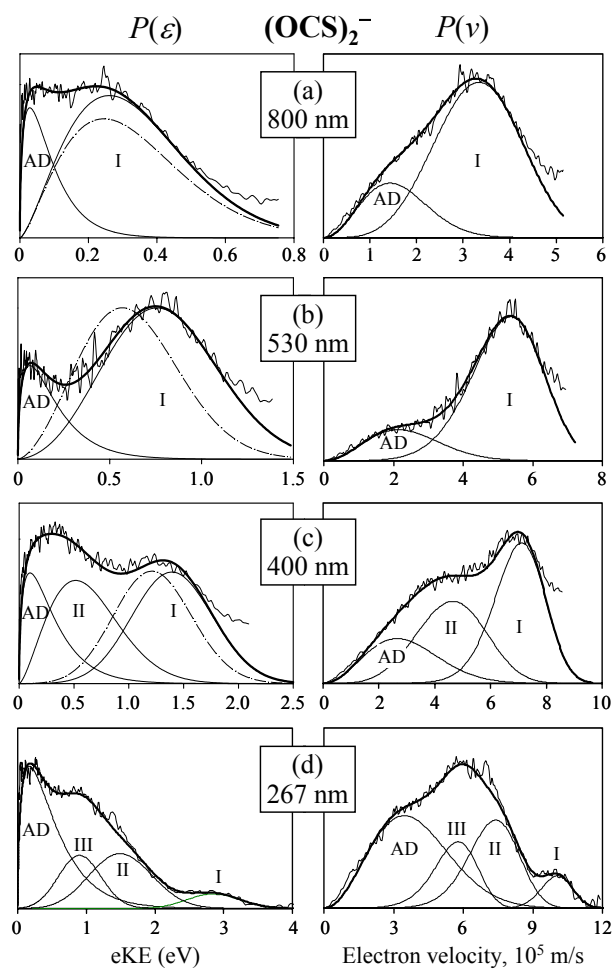 P(ε) (OCS)₂⁻ P(v)
(a)
800 nm
AD I
AD I
0.0 0.2 0.4 0.6 0.8
0 1 2 3 4 5 6
(b)
530 nm
AD I
AD I
0.0 0.5 1.0 1.5
0 2 4 6 8
(c)
400 nm
AD II I
AD II I
0.0 0.5 1.0 1.5 2.0 2.5
0 2 4 6 8 10
(d)
267 nm
AD III II I
AD III II I
0 1 2 3 4
0 3 6 9 12
eKE (eV)
Electron velocity, 10⁵ m/s